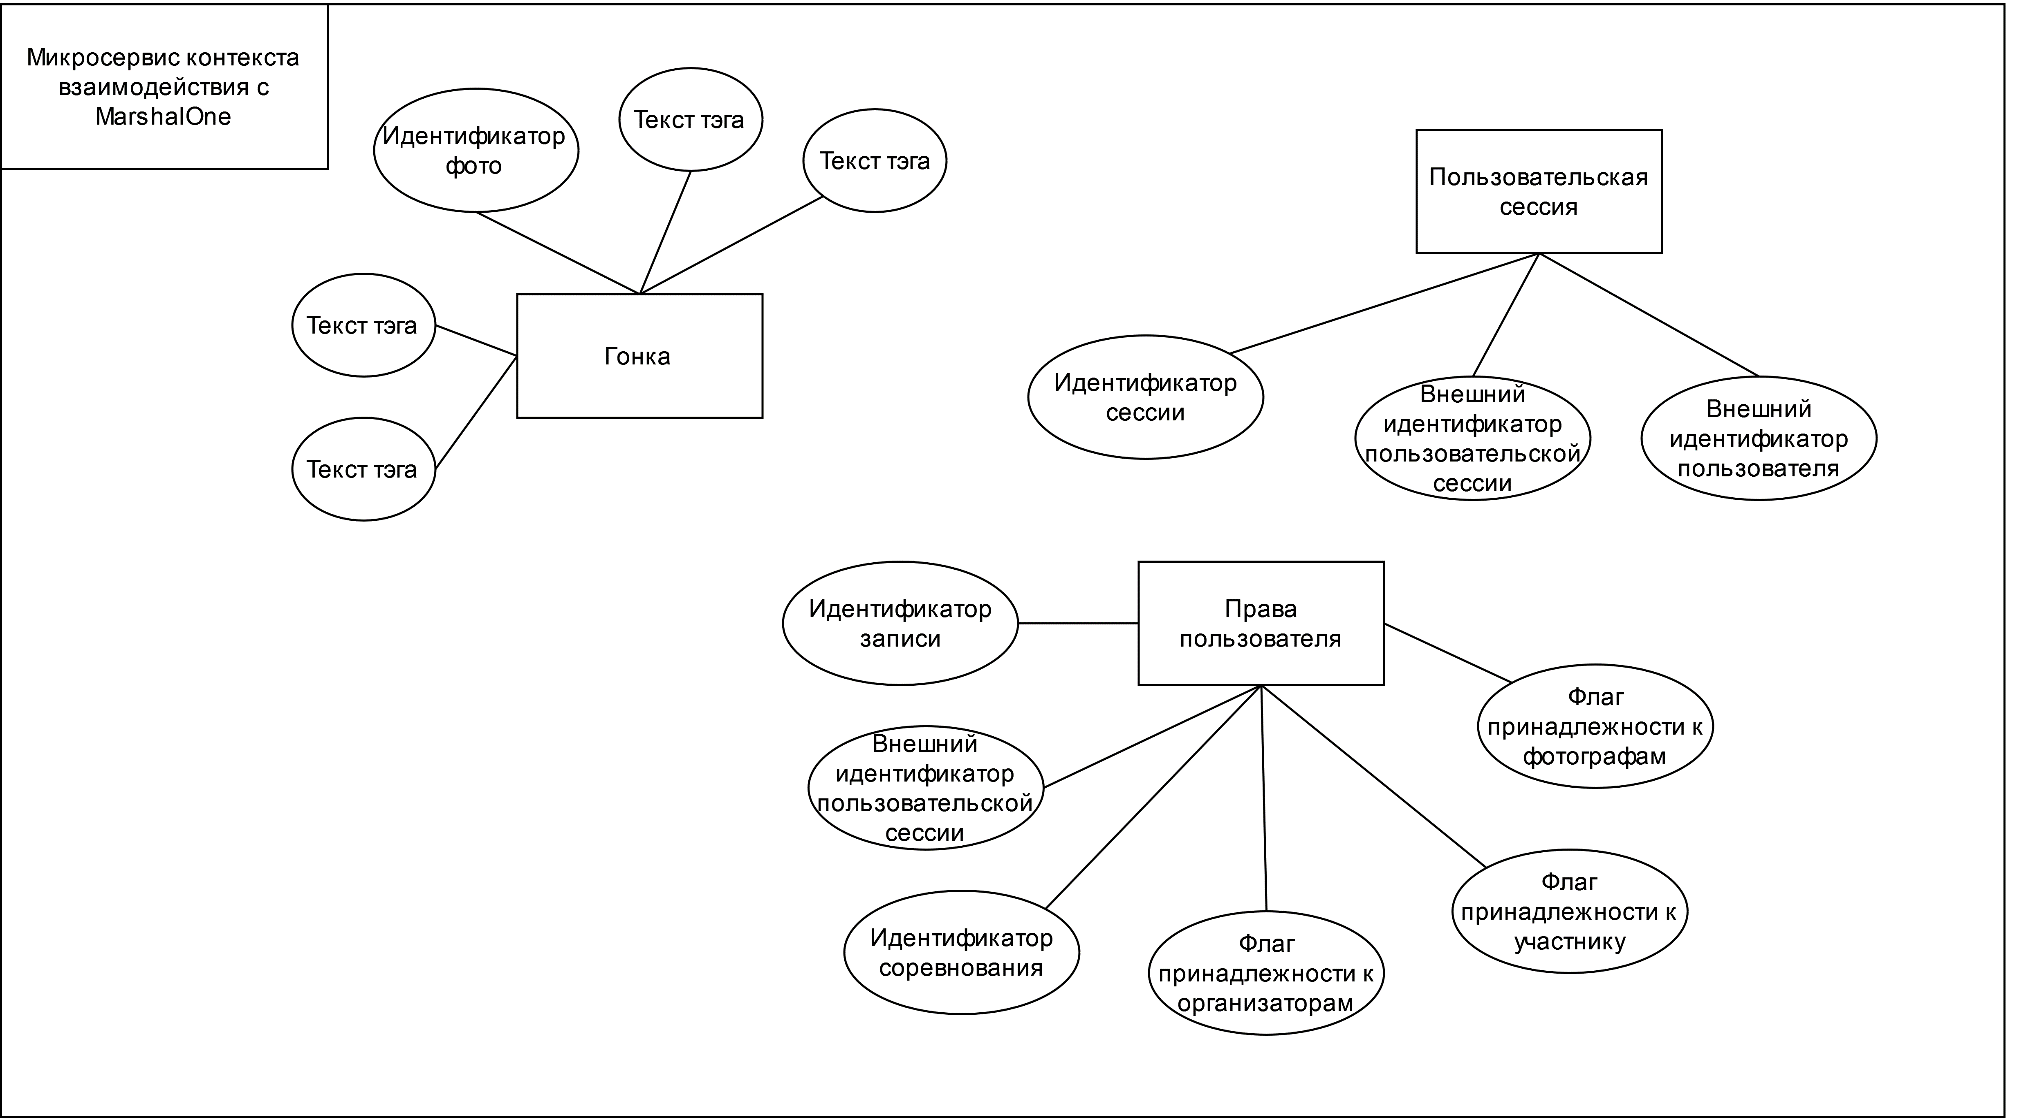 Микросервис контекста
взаимодействия с
MarshalOne
Идентификатор
фото
Текст тэга
Текст тэга
Текст тэга
Текст тэга
Гонка
Пользовательская
сессия
Идентификатор
сессии
Внешний
идентификатор
пользовательской
сессии
Внешний
идентификатор
пользователя
Права
пользователя
Идентификатор
записи
Внешний
идентификатор
пользовательской
сессии
Идентификатор
соревнования
Флаг
принадлежности к
организаторам
Флаг
принадлежности к
участнику
Флаг
принадлежности к
фотографам